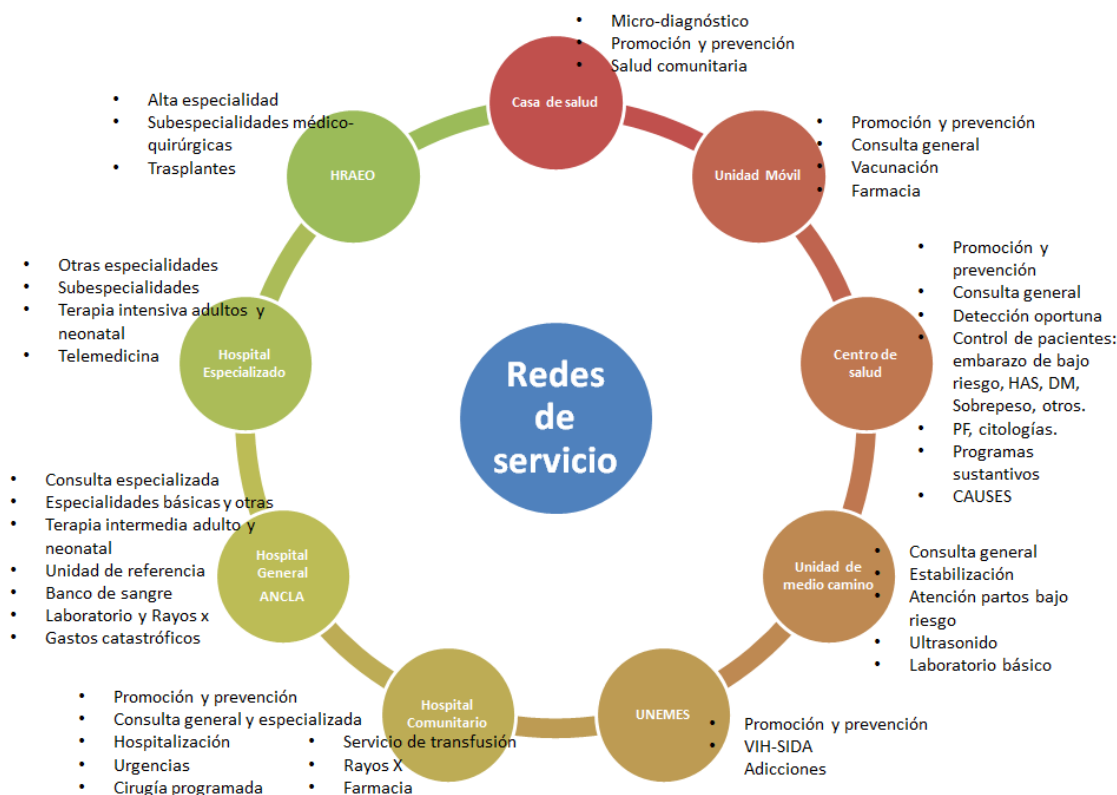 • Micro-diagnóstico
• Promoción y prevención
• Salud comunitaria
Casa de salud
• Promoción y prevención
• Consulta general
• Vacunación
• Farmacia
Unidad Móvil
• Promoción y
prevención
• Consulta general
• Detección oportuna
• Control de pacientes:
embarazo de bajo
riesgo, HAS, DM,
Sobrepeso, otros.
• PF, citologías.
• Programas
sustantivos
• CAUSES
Centro de
salud
• Consulta general
• Estabilización
• Atención partos bajo
riesgo
• Ultrasonido
• Laboratorio básico
Unidad de
medio camino
• Promoción y prevención
• VIH-SIDA
• Adicciones
UNEMES
Hospital
Comunitario
• Promoción y prevención
• Consulta general y especializada
• Hospitalización
• Urgencias
• Cirugía programada
• Servicio de transfusión
• Rayos X
• Farmacia
Hospital
General
ANCLA
• Consulta especializada
• Especialidades básicas y otras
• Terapia intermedia adulto y
neonatal
• Unidad de referencia
• Banco de sangre
• Laboratorio y Rayos x
• Gastos catastróficos
Hospital
Especializado
• Otras especialidades
• Subespecialidades
• Terapia intensiva adultos y
neonatal
• Telemedicina
HRAEO
• Alta especialidad
• Subespecialidades médico-
quirúrgicas
• Trasplantes
Redes
de
servicio